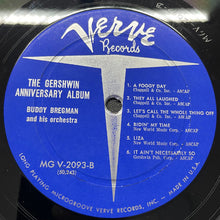 Verve
Records
THE GERSHWIN
ANNIVERSARY ALBUM
BUDDY BREGMAN
and his orchestra
MG V-2093-B
(50,243)
1. A FOGGY DAY
Chappell & Co. Inc. - ASCAP
2. THEY ALL LAUGHED
Chappell & Co. Inc. - ASCAP
3. LET'S CALL THE WHOLE THING OFF
Chappell & Co. Inc. - ASCAP
4. BIDIN' MY TIME
New World Music Corp. - ASCAP
5. LIZA
New World Music Corp. - ASCAP
6. IT AIN'T NECESSARILY SO
Gershwin Pub. Corp. - ASCAP
LONG PLAYING MICROGROOVE VERVE RECORDS, INC. - MADE IN U.S.A.